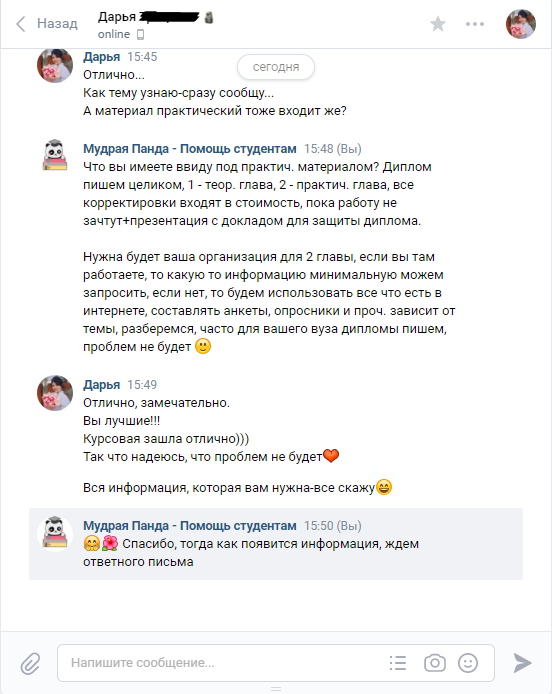 Назад
Дарья
online
сегодня
Дарья 15:45
Отлично...
Как тему узнаю-сразу сообщу...
А материал практический тоже входит же?
Мудрая Панда - Помощь студентам 15:48 (Вы)
Что вы имеете ввиду под практич. материалом? Диплом
пишем целиком, 1 - теор. глава, 2 - практич. глава, все
корректировки входят в стоимость, пока работу не
зачтут+презентация с докладом для защиты диплома.
Нужна будет ваша организация для 2 главы, если вы там
работаете, то какую то информацию минимальную можем
запросить, если нет, то будем использовать все что есть в
интернете, составлять анкеты, опросники и проч. зависит от
темы, разберемся, часто для вашего вуза дипломы пишем,
проблем не будет 🙂
Дарья 15:49
Отлично, замечательно.
Вы лучшие!!!
Курсовая зашла отлично)))
Так что надеюсь, что проблем не будет❤
Вся информация, которая вам нужна-все скажу😄
Мудрая Панда - Помощь студентам 15:50 (Вы)
🤗🌺 Спасибо, тогда как появится информация, ждем
ответного письма
Напишите сообщение...